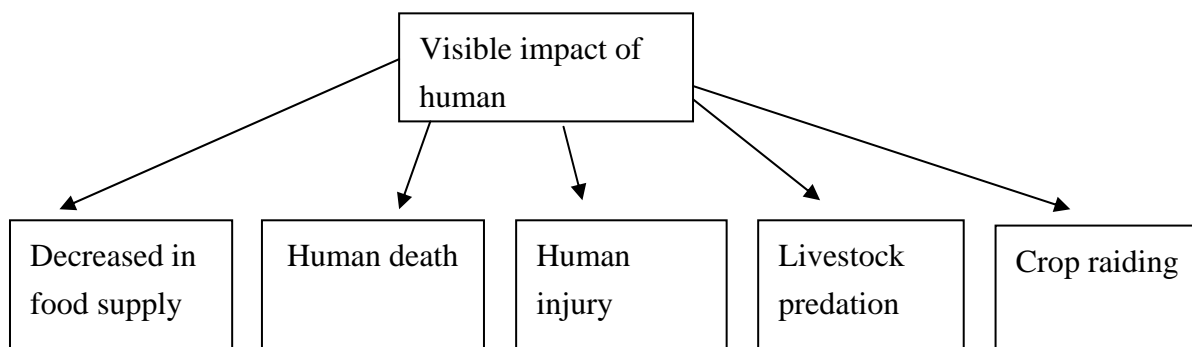 Visible impact of
human
Decreased in
food supply
Human death
Human
injury
Livestock
predation
Crop raiding